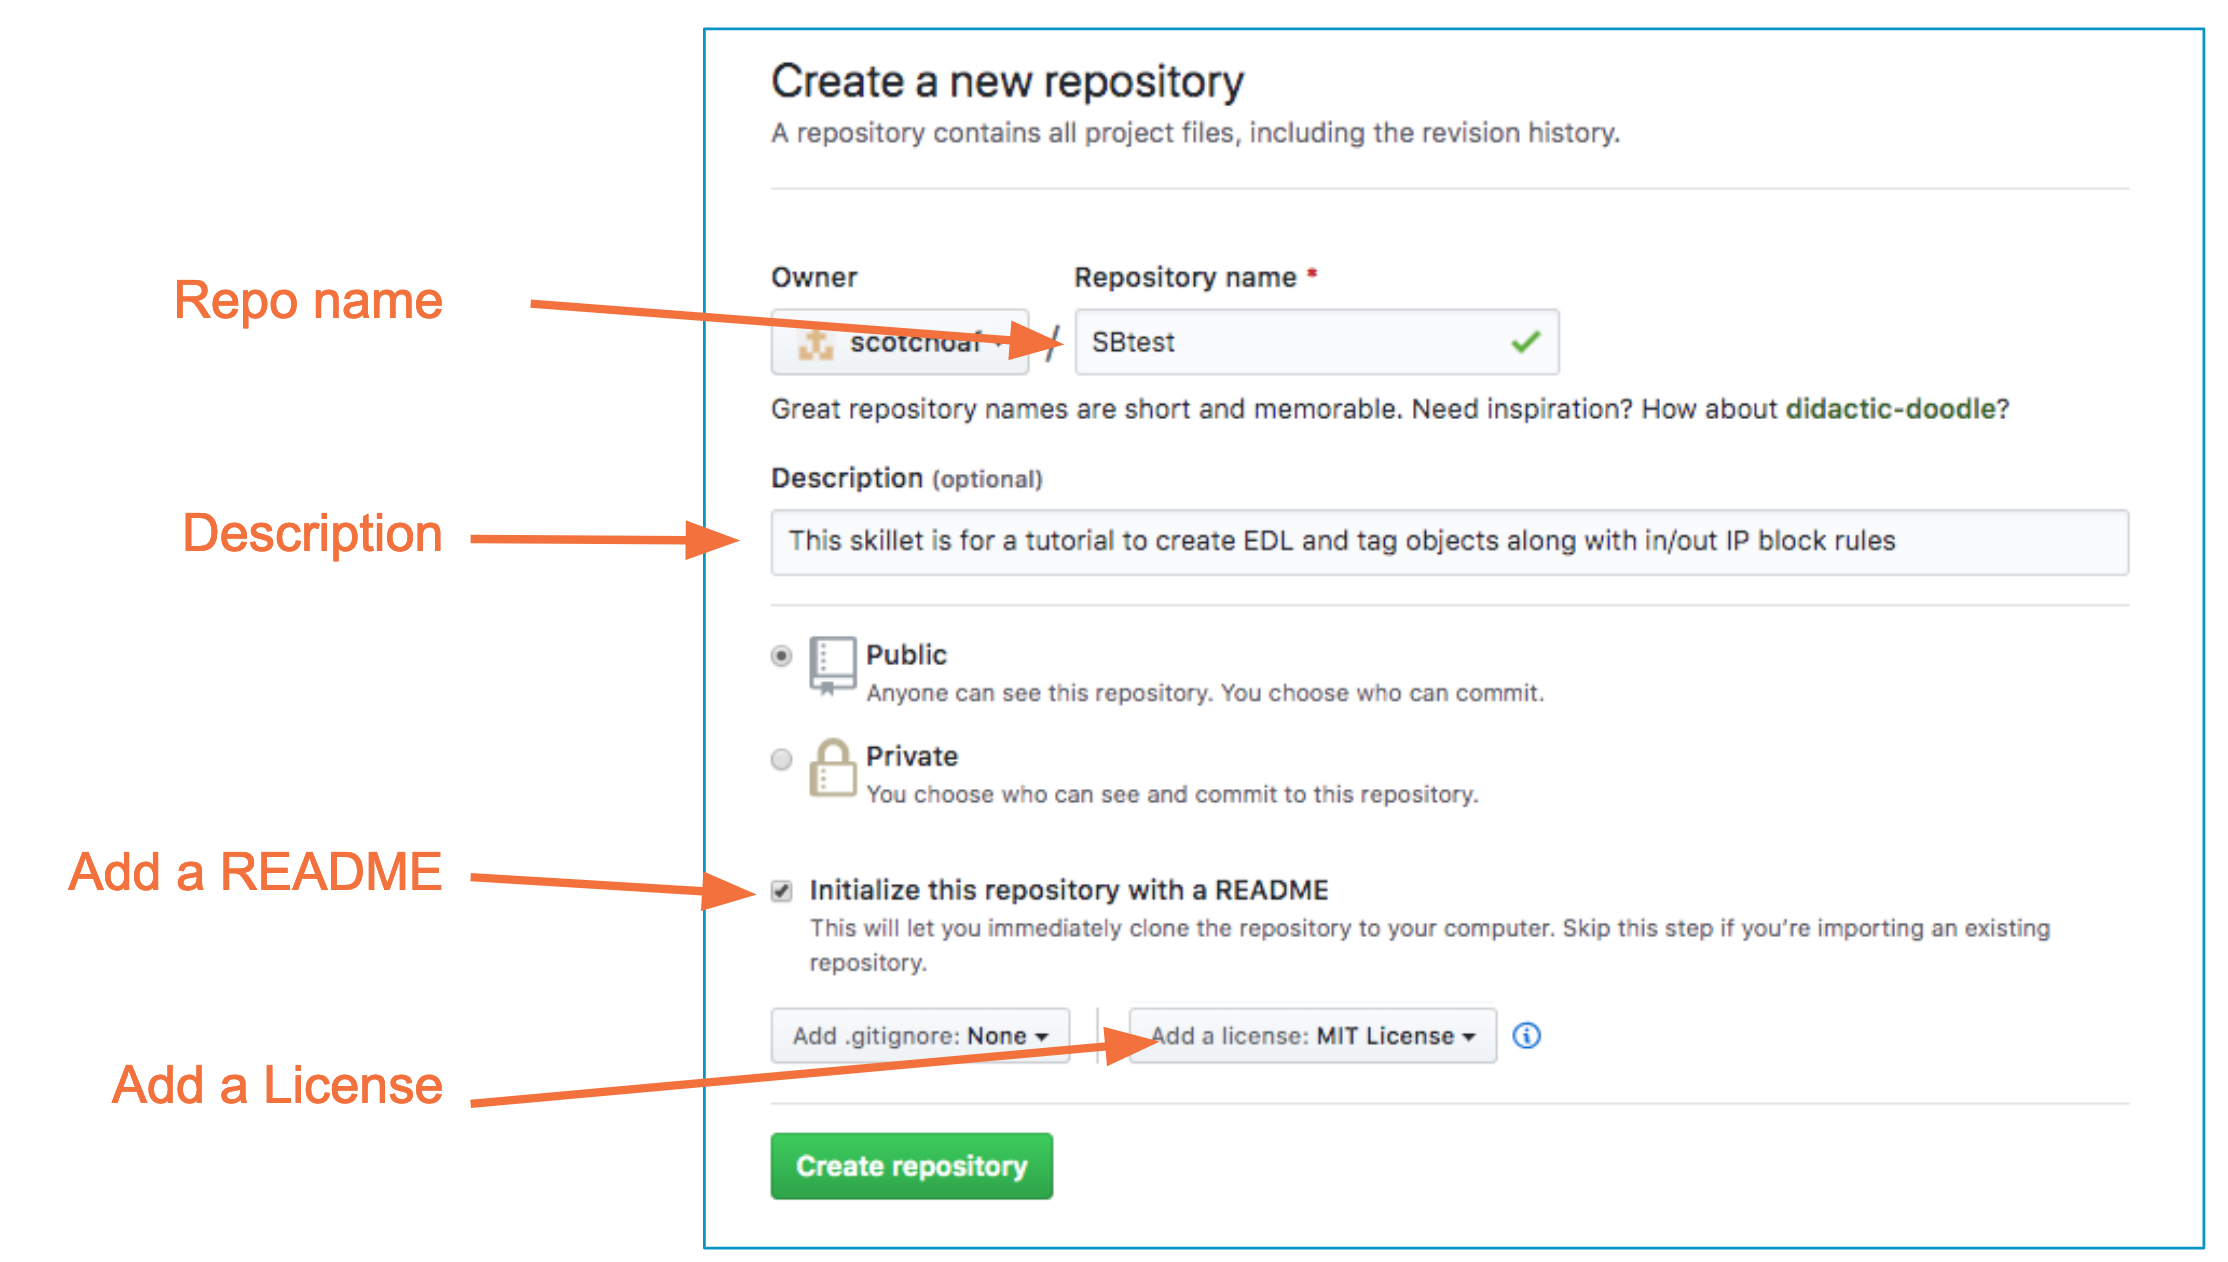 Create a new repository
A repository contains all project files, including the revision history.
Owner
Repository name *
Repo name
/
SBtest
Great repository names are short and memorable. Need inspiration? How about didactic-doodle?
Description (optional)
Description
This skillet is for a tutorial to create EDL and tag objects along with in/out IP block rules
Public
Anyone can see this repository. You choose who can commit.
Private
You choose who can see and commit to this repository.
Add a README
Initialize this repository with a README
This will let you immediately clone the repository to your computer. Skip this step if you're importing an existing
repository.
Add .gitignore: None
Add a license: MIT License
Add a License
Create repository